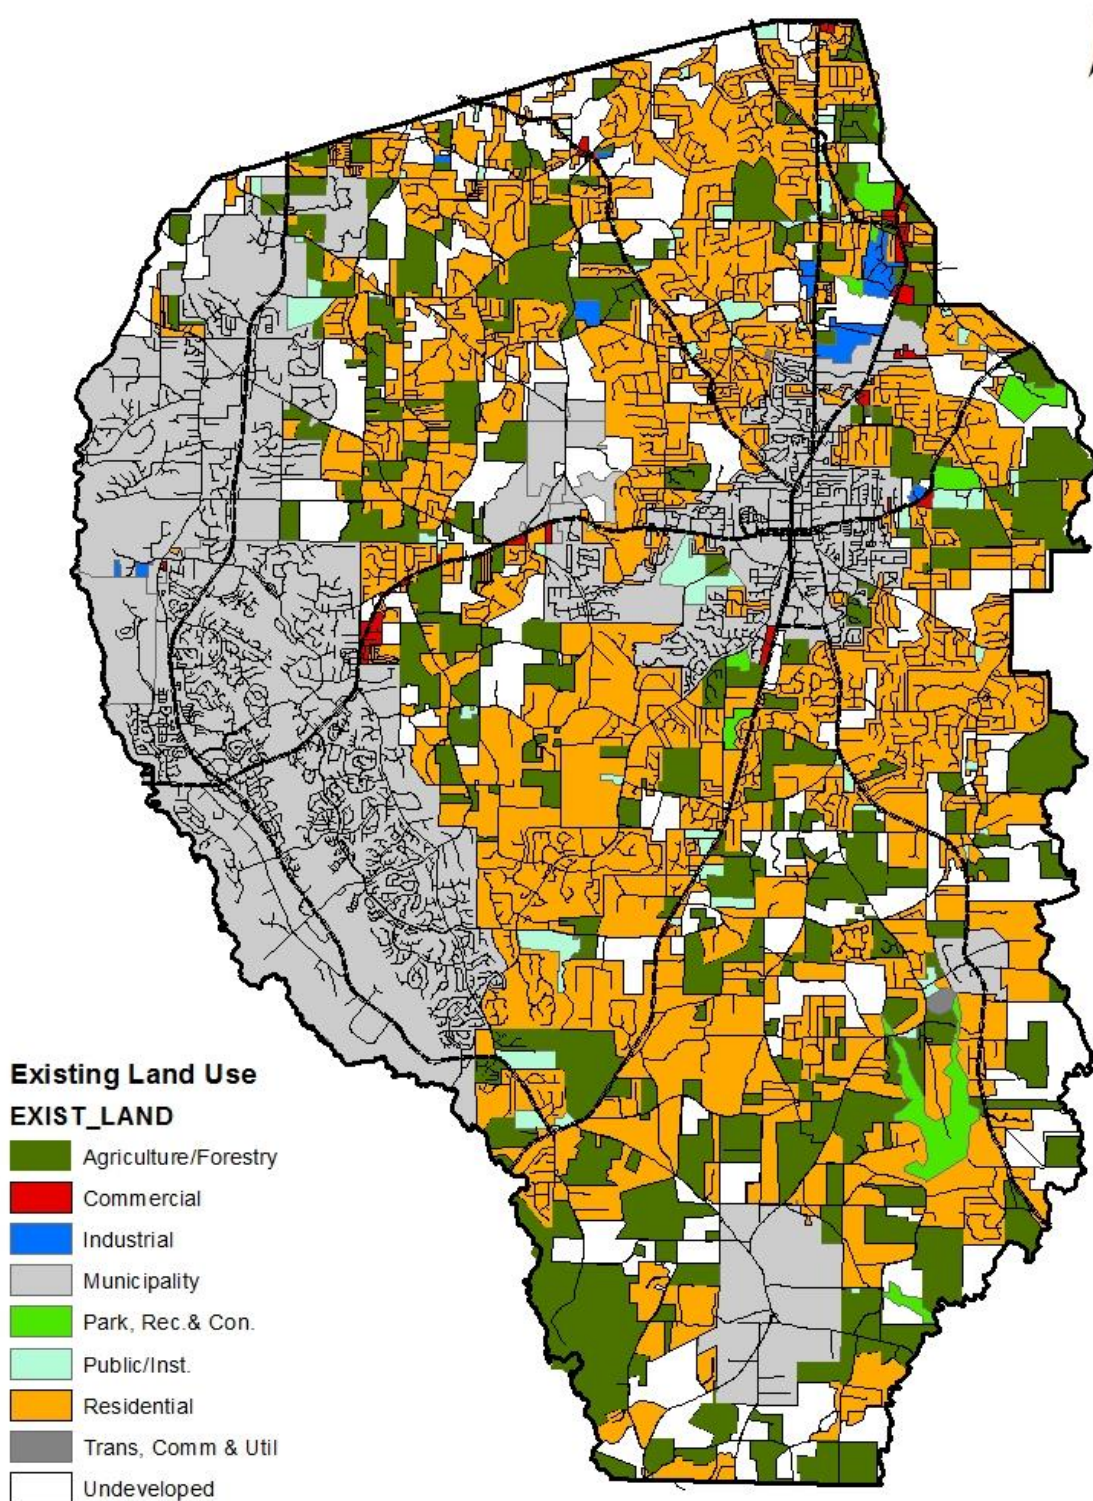 Existing Land Use
EXIST_LAND
Agriculture/Forestry
Commercial
Industrial
Municipality
Park, Rec.& Con.
Public/Inst.
Residential
Trans, Comm & Util
Undeveloped